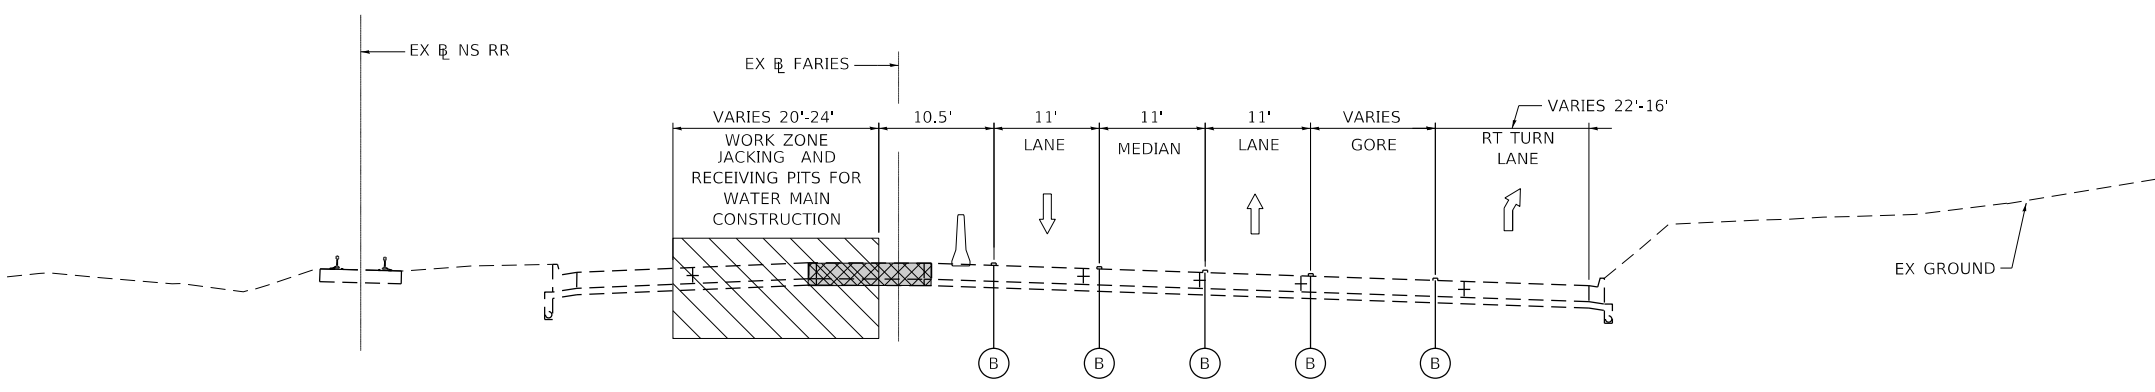 EX ℄ NS RR
EX ℄ FARIES
VARIES 20'-24'
WORK ZONE
JACKING AND
RECEIVING PITS FOR
WATER MAIN
CONSTRUCTION
10.5'
11'
LANE
11'
MEDIAN
11'
LANE
VARIES
GORE
VARIES 22'-16'
RT TURN
LANE
EX GROUND
B
B
B
B
B